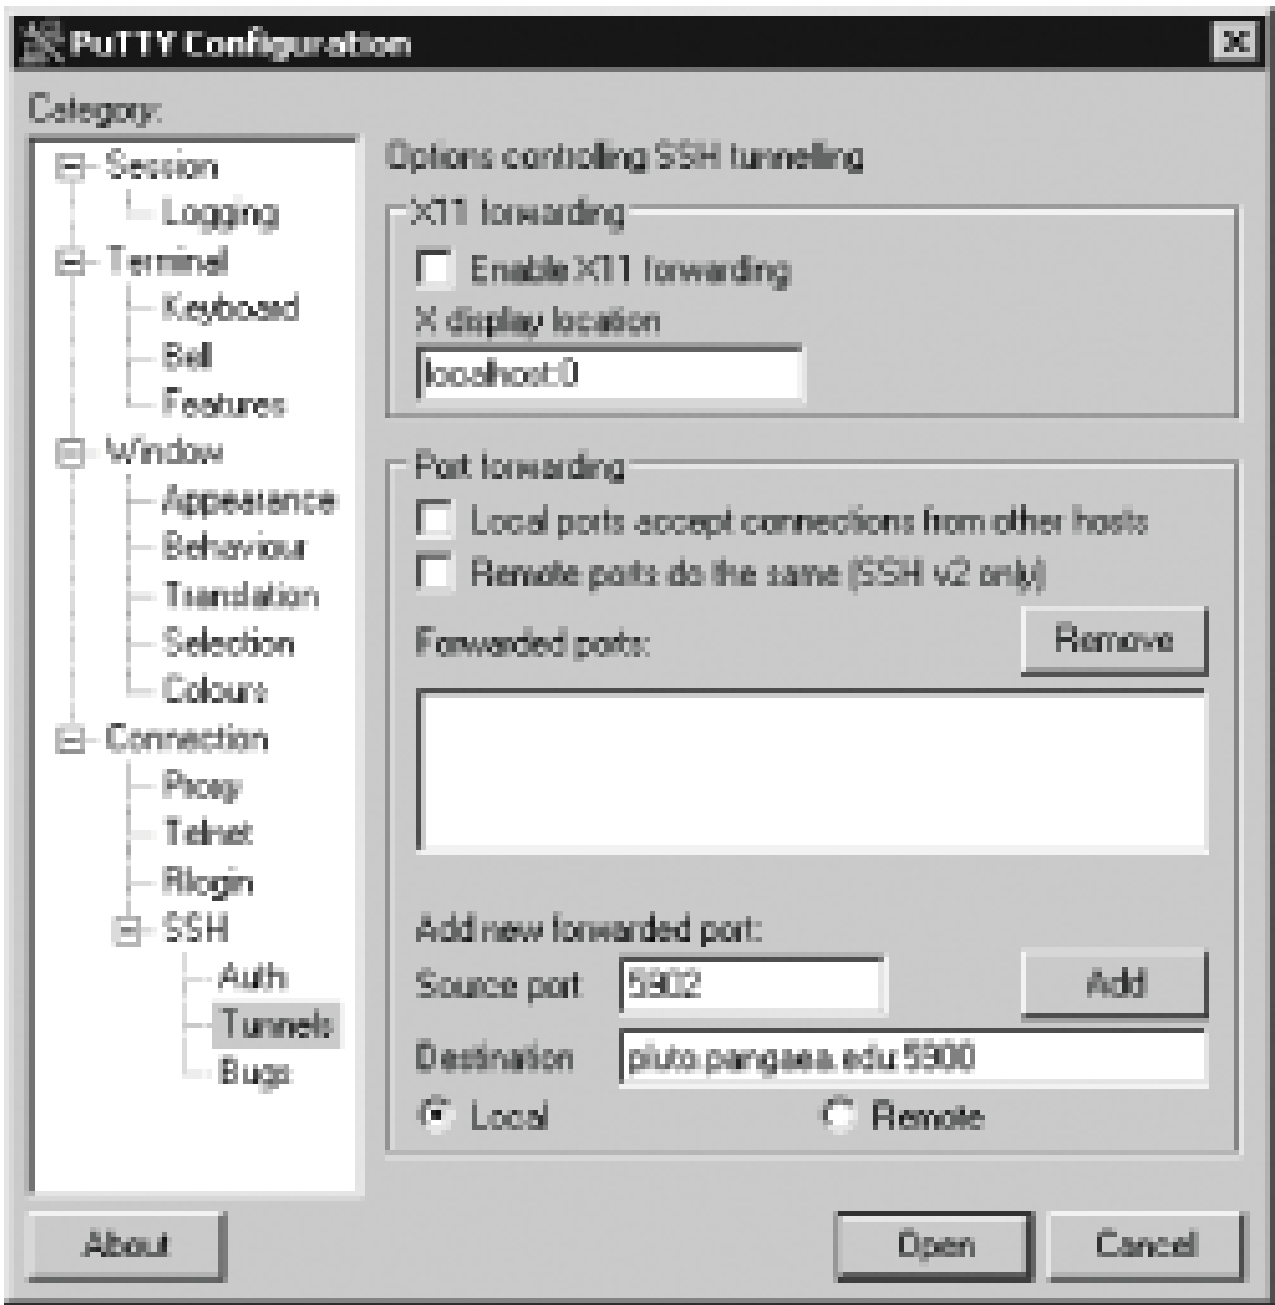 PuTTY Configuration
Category:
Session
Logging
Terminal
Keyboard
Bell
Features
Window
Appearance
Behaviour
Translation
Selection
Colours
Connection
Proxy
Telnet
Rlogin
SSH
Auth
Tunnels
Bugs
Options controlling SSH tunnelling
X11 forwarding
Enable X11 forwarding
X display location
localhost:0
Port forwarding
Local ports accept connections from other hosts
Remote ports do the same (SSH v2 only)
Forwarded ports:
Remove
Add new forwarded port:
Source port
5902
Add
Destination
pluto.pangaea.edu:5900
Local
Remote
About
Open
Cancel